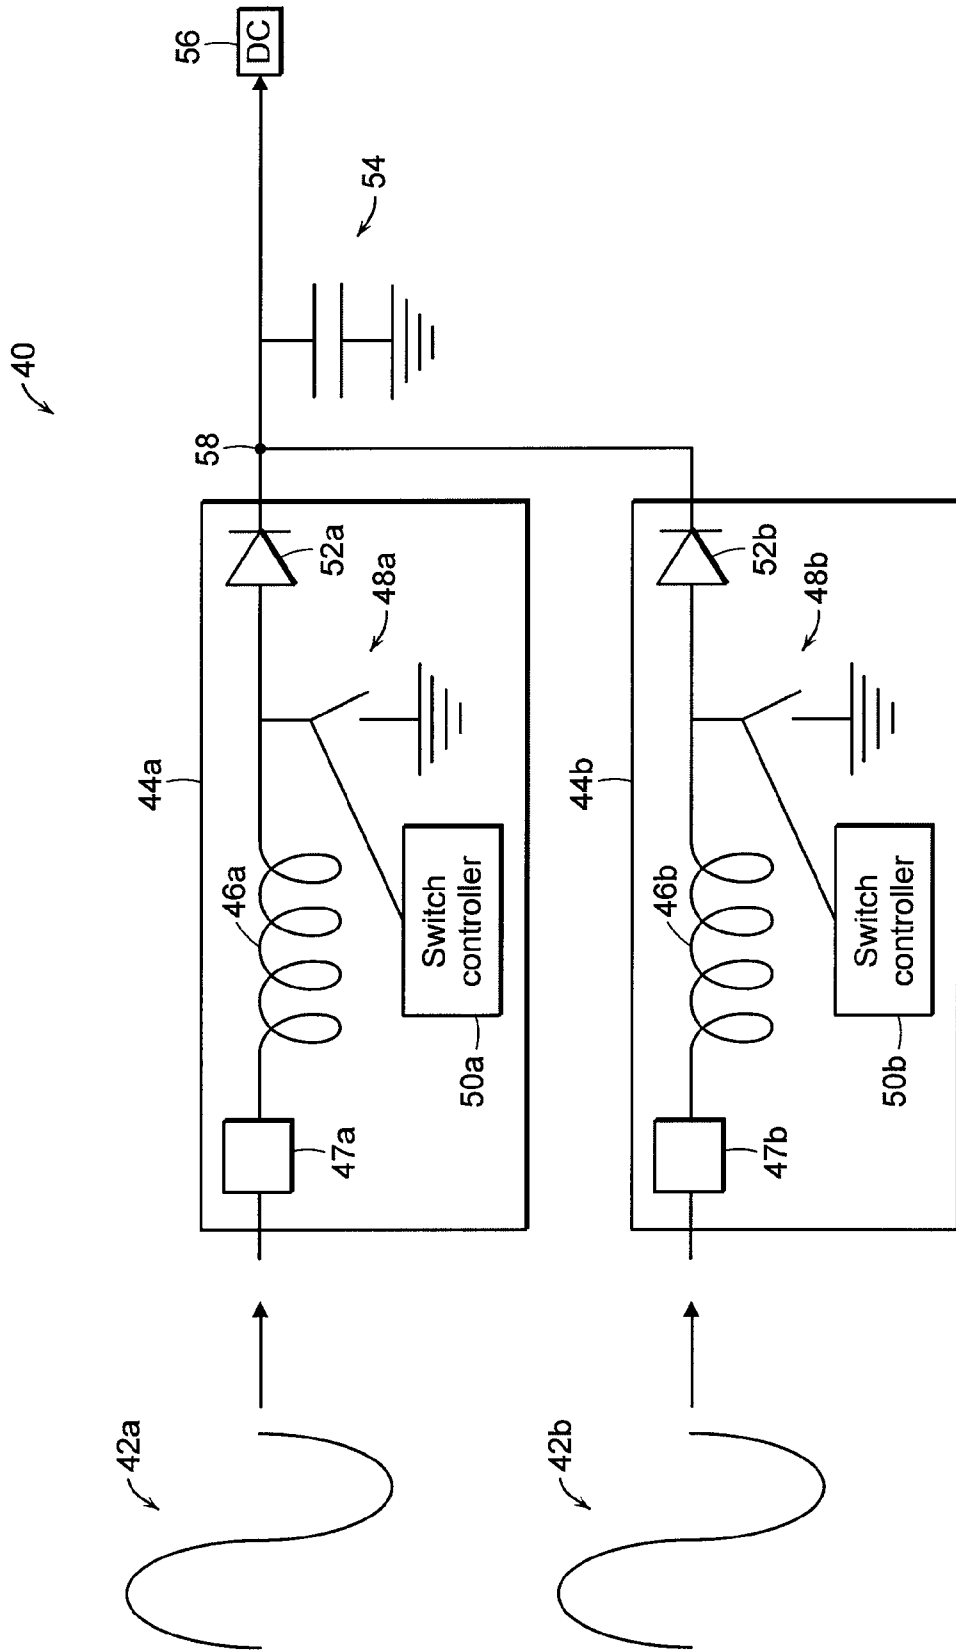 40
42a
44a
46a
47a
48a
50a
Switch
controller
52a
58
54
56
DC
42b
44b
46b
47b
48b
50b
Switch
controller
52b